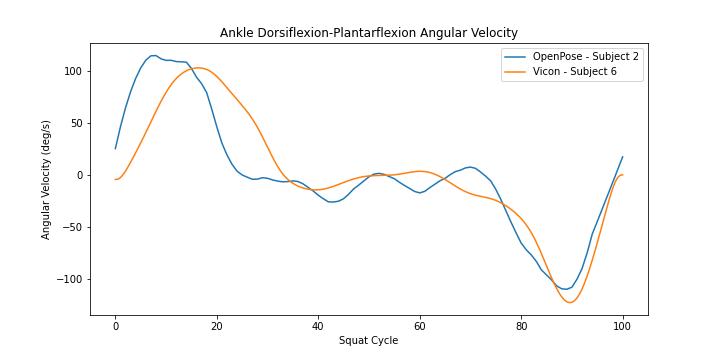 Ankle Dorsiflexion-Plantarflexion Angular Velocity
OpenPose - Subject 2
Vicon - Subject 6
Angular Velocity (deg/s)
100
50
0
−50
−100
0 20 40 60 80 100
Squat Cycle